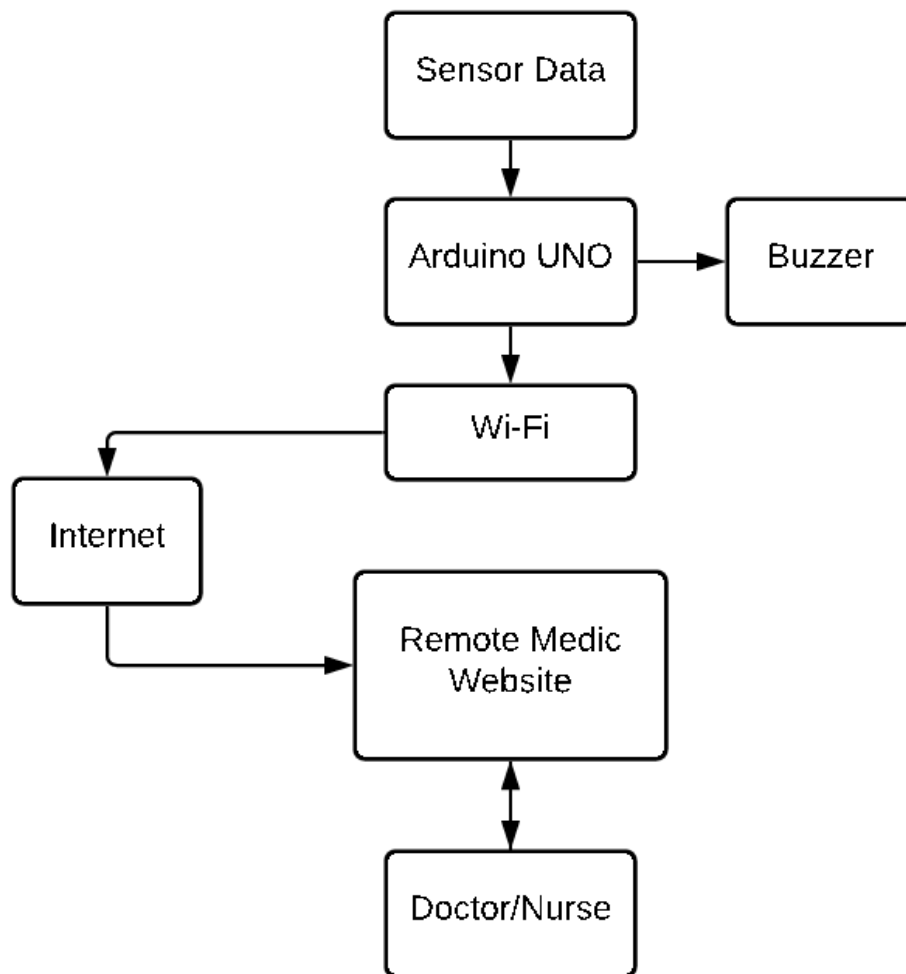 Sensor Data
Arduino UNO
Buzzer
Wi-Fi
Internet
Remote Medic
Website
Doctor/Nurse